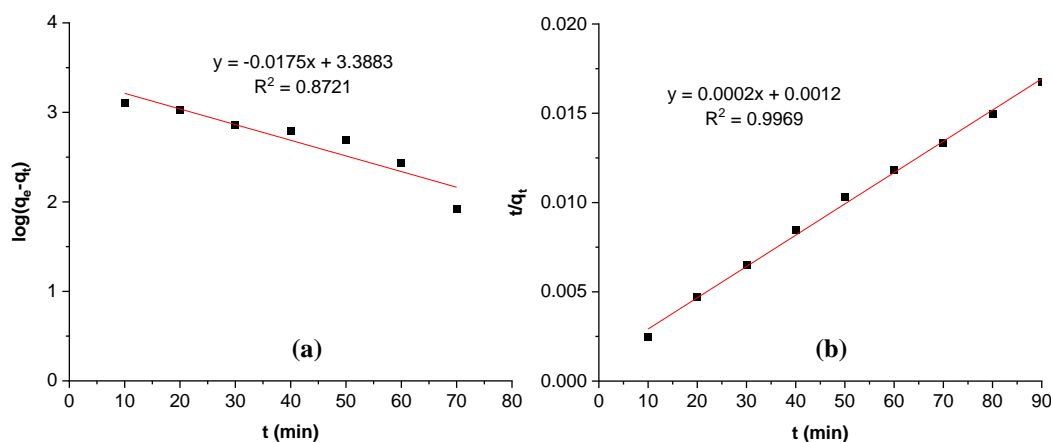 4
3
2
1
0
log(qₑ-qₜ)
y = -0.0175x + 3.3883
R² = 0.8721
(a)
0 10 20 30 40 50 60 70 80
t (min)
0.020
0.015
0.010
0.005
0.000
t/qₜ
y = 0.0002x + 0.0012
R² = 0.9969
(b)
0 10 20 30 40 50 60 70 80 90
t (min)